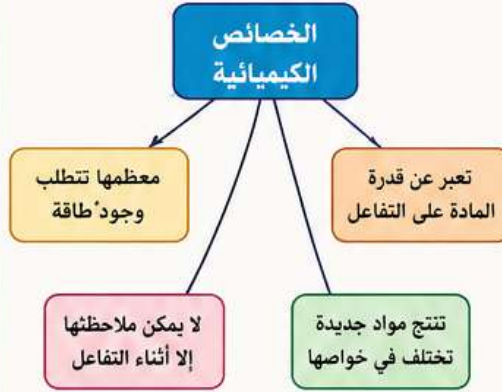 الخصائص
الكيميائية
تعبر عن قدرة
المادة على التفاعل
معظمها تتطلب
وجود طاقة
تنتج مواد جديدة
تختلف في خواصها
لا يمكن ملاحظتها
إلا أثناء التفاعل